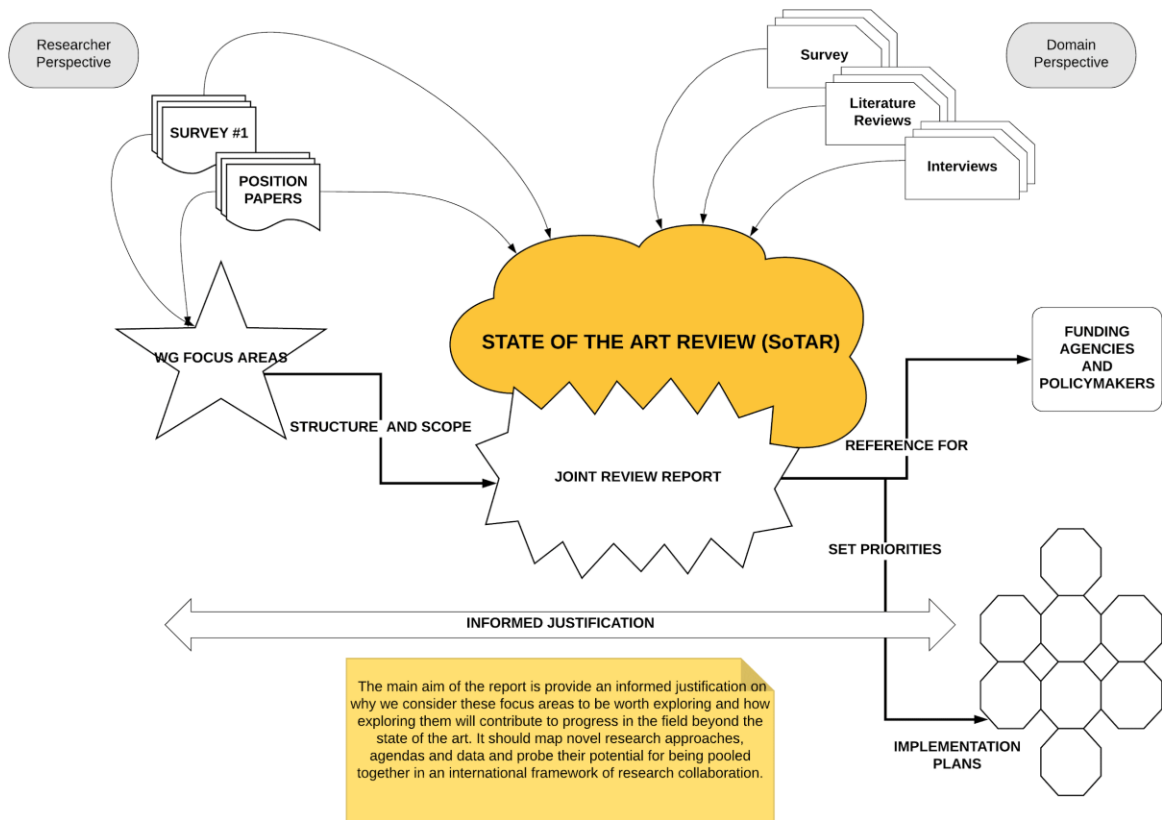 Researcher
Perspective
Domain
Perspective
Survey
Literature
Reviews
Interviews
SURVEY #1
POSITION
PAPERS
STATE OF THE ART REVIEW (SoTAR)
WG FOCUS AREAS
FUNDING
AGENCIES
AND
POLICYMAKERS
STRUCTURE AND SCOPE
REFERENCE FOR
JOINT REVIEW REPORT
SET PRIORITIES
INFORMED JUSTIFICATION
The main aim of the report is provide an informed justification on
why we consider these focus areas to be worth exploring and how
exploring them will contribute to progress in the field beyond the
state of the art. It should map novel research approaches,
agendas and data and probe their potential for being pooled
together in an international framework of research collaboration.
IMPLEMENTATION
PLANS